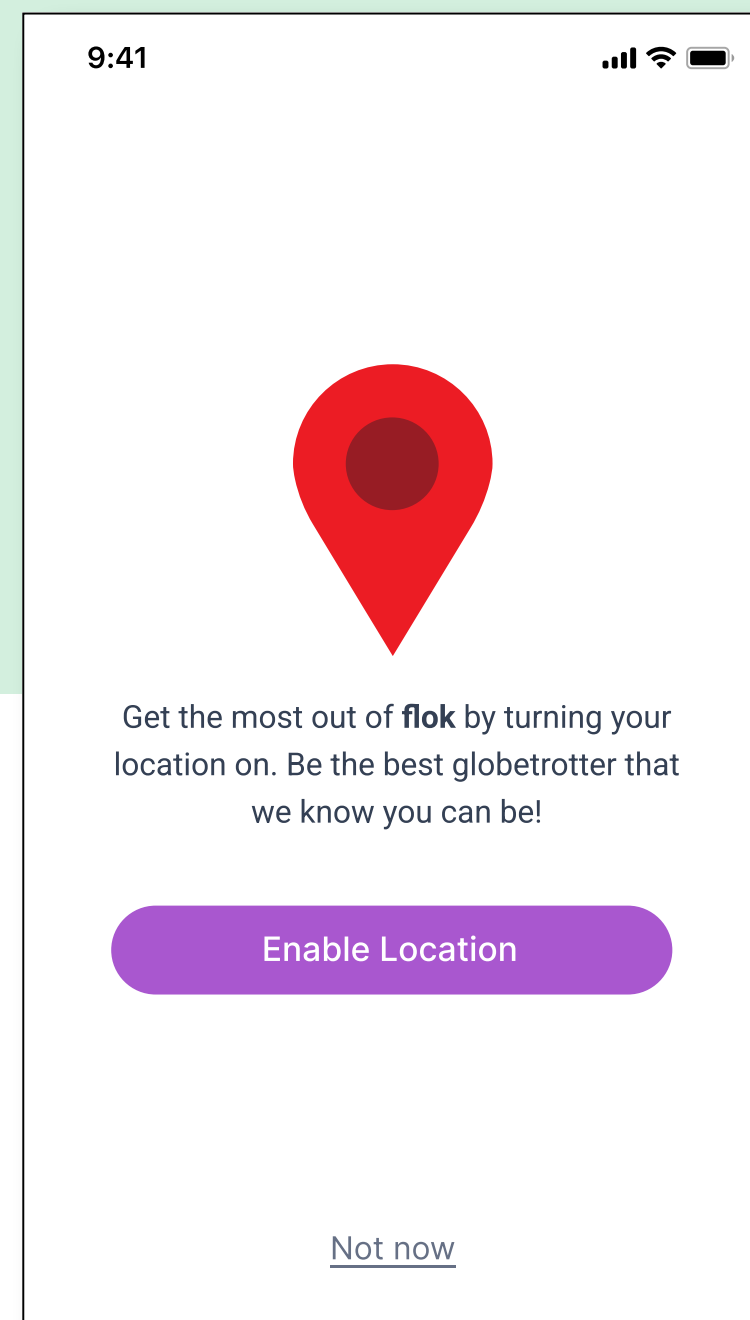 9:41
Get the most out of flok by turning your
location on. Be the best globetrotter that
we know you can be!
Enable Location
Not now